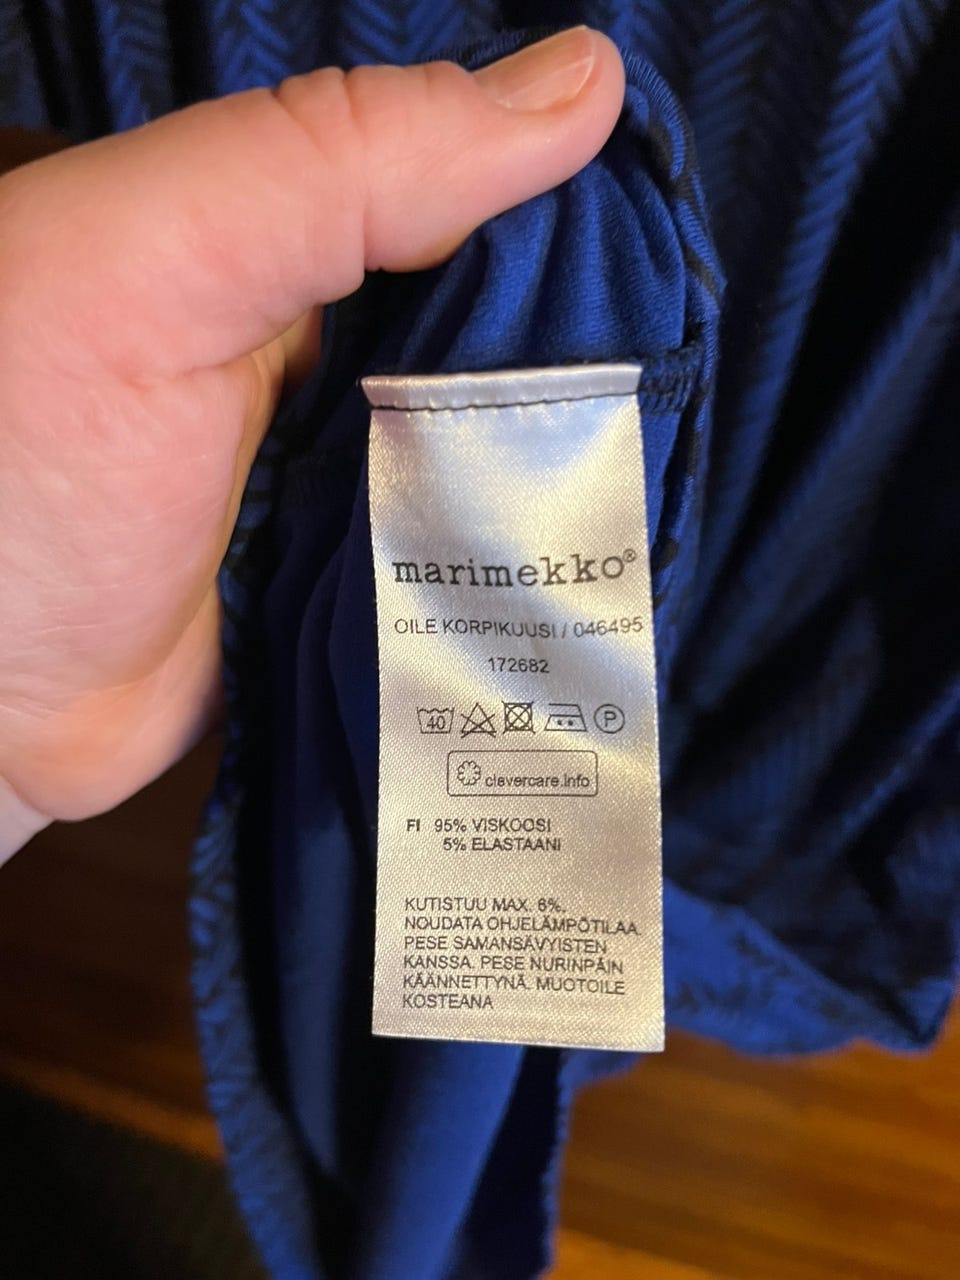 marimekko®
OILE KORPIKUUSI / 046495
172682
40 P
clevercare.info
FI 95% VISKOOSI
5% ELASTAANI
KUTISTUU MAX. 6%.
NOUDATA OHJELÄMPÖTILAA.
PESE SAMANSÄVYISTEN
KANSSA. PESE NURINPÄIN
KÄÄNNETTYNÄ. MUOTOILE
KOSTEANA